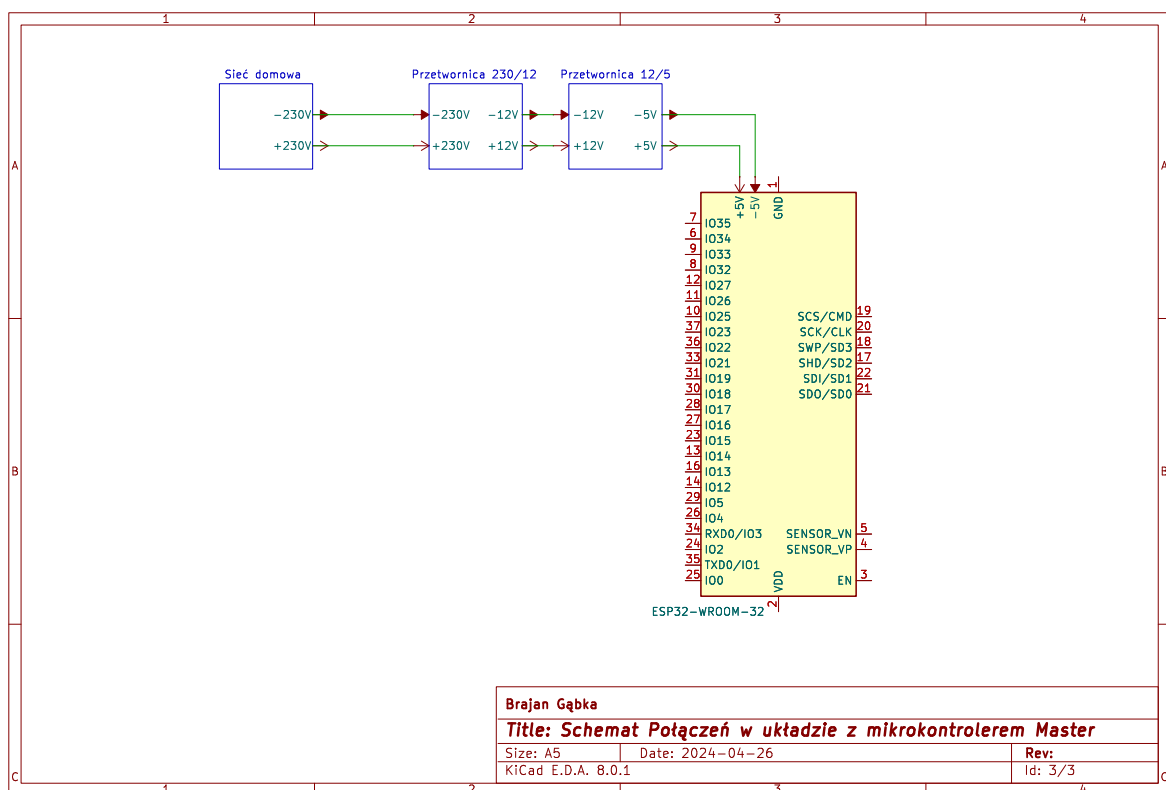 1 2 3 4
Sieć domowa
Przetwornica 230/12
Przetwornica 12/5
-230V
-230V
-12V
-12V
-5V
+230V
+230V
+12V
+12V
+5V
A
A
+5V
-5V
1
GND
7 IO35
6 IO34
9 IO33
8 IO32
12 IO27
11 IO26
10 IO25
SCS/CMD 19
37 IO23
SCK/CLK 20
36 IO22
SWP/SD3 18
33 IO21
SHD/SD2 17
31 IO19
SDI/SD1 22
30 IO18
SDO/SD0 21
28 IO17
27 IO16
23 IO15
13 IO14
B
B
16 IO13
14 IO12
29 IO5
26 IO4
34 RXD0/IO3
SENSOR_VN 5
24 IO2
SENSOR_VP 4
35 TXD0/IO1
25 IO0
VDD
2
EN 3
ESP32-WROOM-32
Brajan Gąbka
Title: Schemat Połączeń w układzie z mikrokontrolerem Master
Size: A5
Date: 2024-04-26
Rev:
KiCad E.D.A. 8.0.1
Id: 3/3
C
C
1 2 3 4